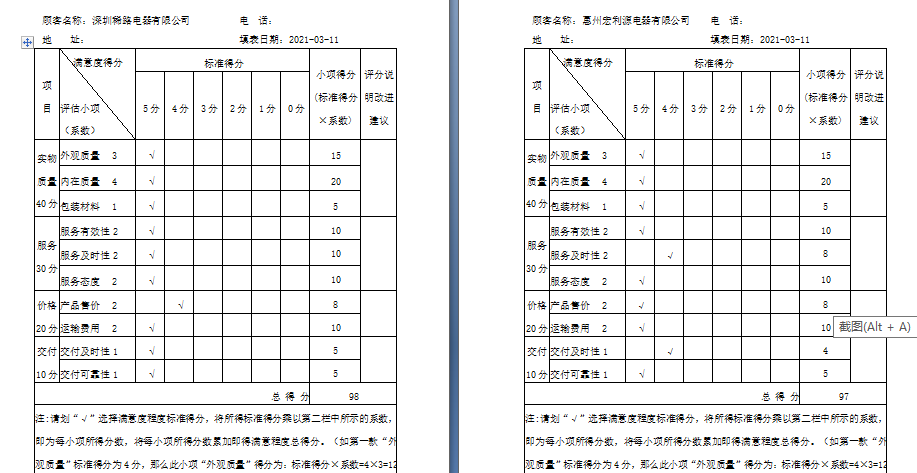 顾客名称：深圳稀路电器有限公司 电 话：
地 址： 填表日期：2021-03-11
项目 满意度得分 评估小项（系数） 标准得分 小项得分（标准得分×系数） 评分说明改进建议
5分 4分 3分 2分 1分 0分
实物质量40分 外观质量 3 √ 15
内在质量 4 √ 20
包装材料 1 √ 5
服务30分 服务有效性 2 √ 10
服务及时性 2 √ 10
服务态度 2 √ 10
价格20分 产品售价 2 √ 8
运输费用 2 √ 10
交付10分 交付及时性 1 √ 5
交付可靠性 1 √ 5
总 得 分 98
注:请划“√”选择满意度程度标准得分，将所得标准得分乘以第二栏中所示的系数，
即为每小项所得分数，将每小项所得分数累加即得满意程度总得分。（如第一款“外
观质量”标准得分为4分，那么此小项“外观质量”得分为：标准得分×系数=4×3=12
顾客名称：惠州宏利源电器有限公司 电 话：
地 址： 填表日期：2021-03-11
项目 满意度得分 评估小项（系数） 标准得分 小项得分（标准得分×系数） 评分说明改进建议
5分 4分 3分 2分 1分 0分
实物质量40分 外观质量 3 √ 15
内在质量 4 √ 20
包装材料 1 √ 5
服务30分 服务有效性 2 √ 10
服务及时性 2 √ 8
服务态度 2 √ 10
价格20分 产品售价 2 √ 8
运输费用 2 √ 10
截图(Alt + A)
交付10分 交付及时性 1 √ 4
交付可靠性 1 √ 5
总 得 分 97
注:请划“√”选择满意度程度标准得分，将所得标准得分乘以第二栏中所示的系数，
即为每小项所得分数，将每小项所得分数累加即得满意程度总得分。（如第一款“外
观质量”标准得分为4分，那么此小项“外观质量”得分为：标准得分×系数=4×3=12